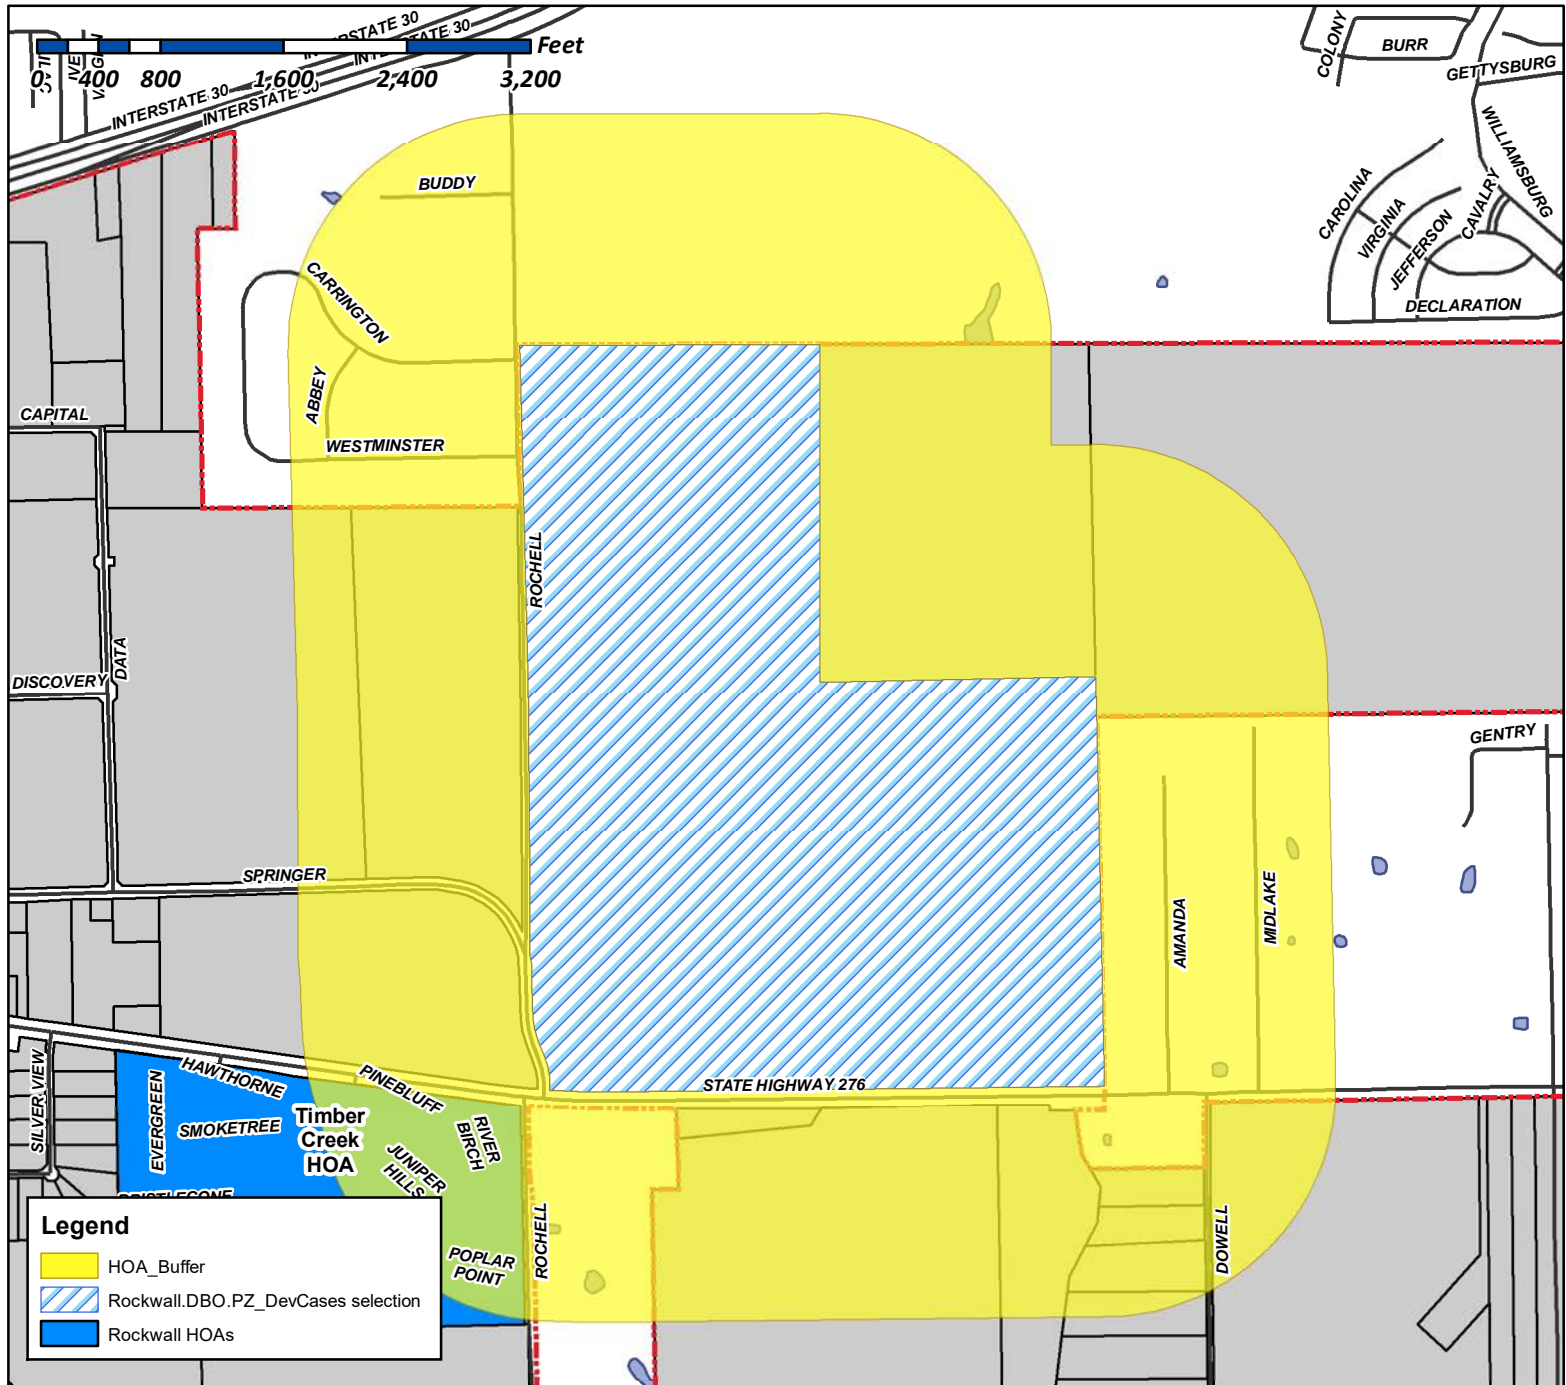 INTERSTATE 30
INTERSTATE 30
Feet
0 400 800 1,600 2,400 3,200
INTERSTATE 30
INTERSTATE 30
COLONY
BURR
GETTYSBURG
WILLIAMSBURG
CAROLINA
VIRGINIA
JEFFERSON
CAVALRY
DECLARATION
BUDDY
CARRINGTON
ABBEY
WESTMINSTER
CAPITAL
ROCHELL
DATA
DISCOVERY
GENTRY
SPRINGER
AMANDA
MIDLAKE
STATE HIGHWAY 276
SILVER VIEW
EVERGREEN
HAWTHORNE
PINEBLUFF
SMOKETREE
Timber
Creek
HOA
RIVER
BIRCH
JUNIPER
HILLS
POPLAR
POINT
ROCHELL
DOWELL
Legend
HOA_Buffer
Rockwall.DBO.PZ_DevCases selection
Rockwall HOAs